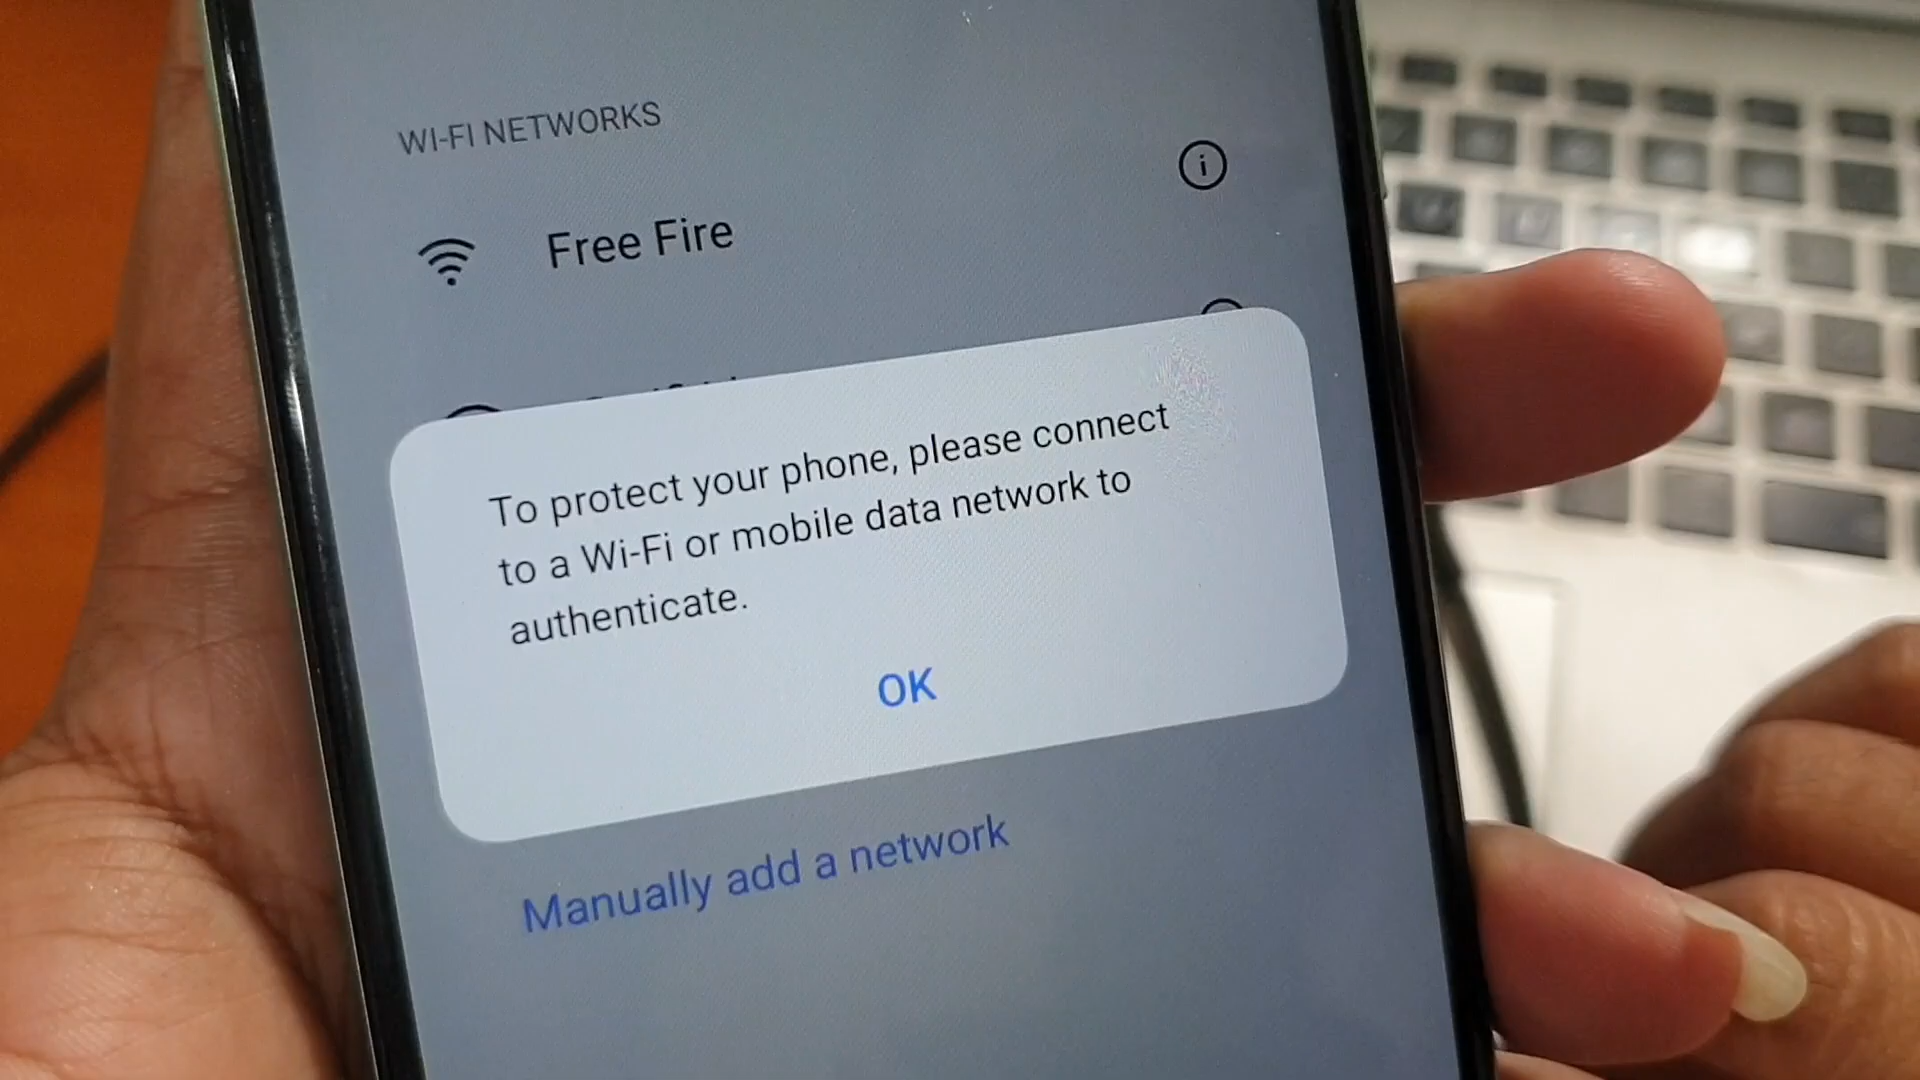 WI-FI NETWORKS
Free Fire
To protect your phone, please connect
to a Wi-Fi or mobile data network to
authenticate.
OK
Manually add a network